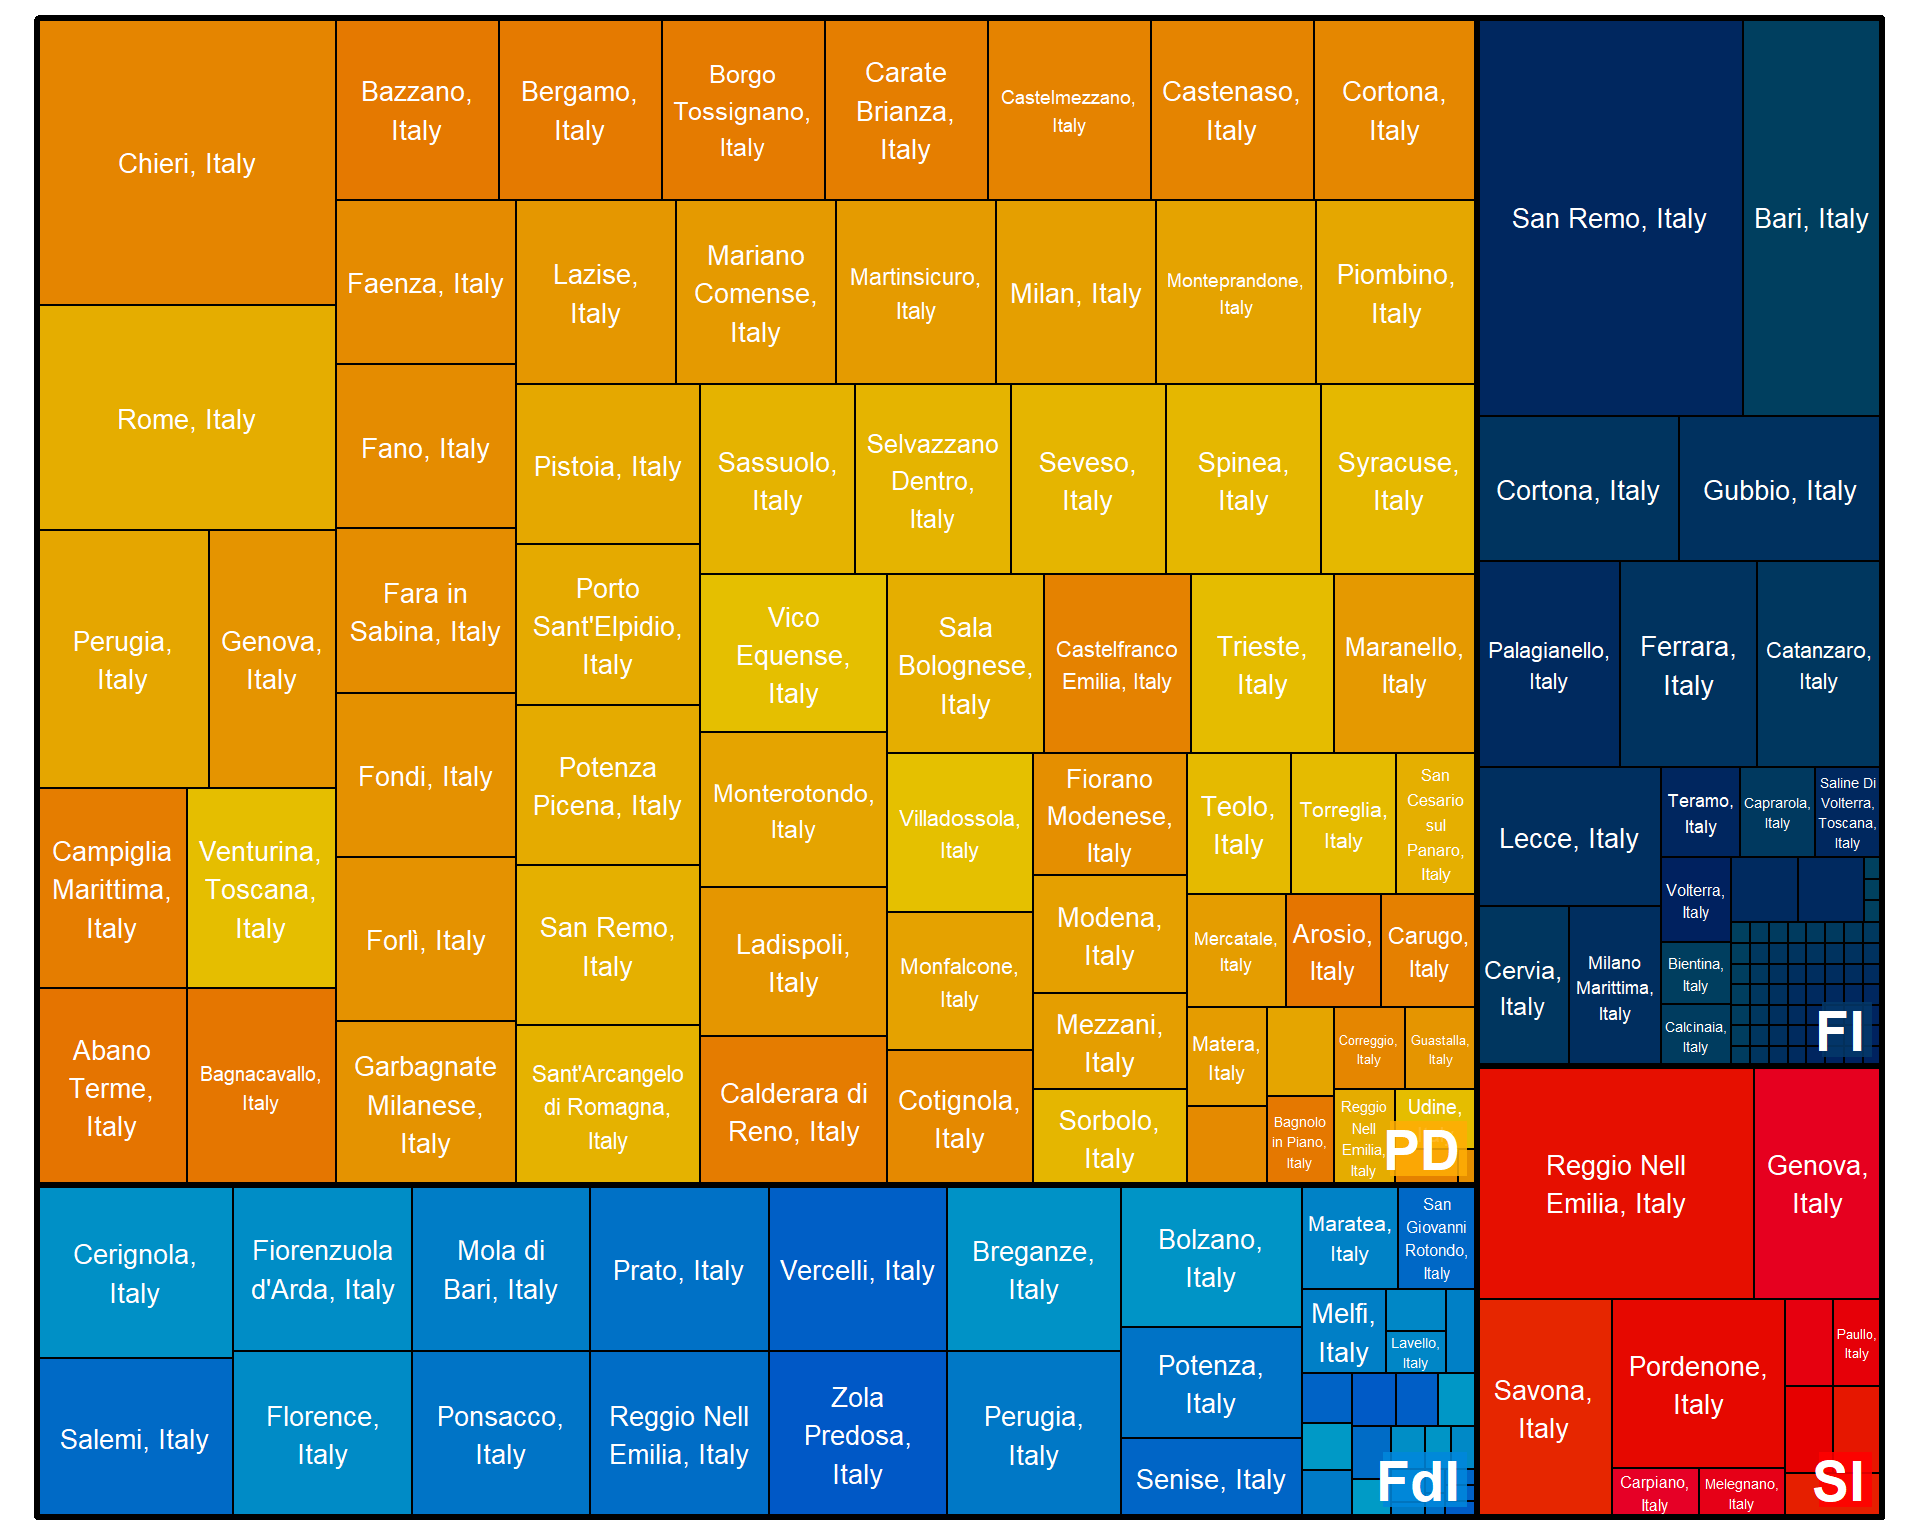 Chieri, Italy
Rome, Italy
Perugia,
Italy
Genova,
Italy
Campiglia
Marittima,
Italy
Venturina,
Toscana,
Italy
Abano
Terme,
Italy
Bagnacavallo,
Italy
Bazzano,
Italy
Bergamo,
Italy
Borgo
Tossignano,
Italy
Carate
Brianza,
Italy
Castelmezzano,
Italy
Castenaso,
Italy
Cortona,
Italy
Faenza, Italy
Fano, Italy
Fara in
Sabina, Italy
Fondi, Italy
Forlì, Italy
Garbagnate
Milanese,
Italy
Lazise,
Italy
Mariano
Comense,
Italy
Martinsicuro,
Italy
Milan, Italy
Monteprandone,
Italy
Piombino,
Italy
Pistoia, Italy
Porto
Sant'Elpidio,
Italy
Potenza
Picena, Italy
San Remo,
Italy
Sant'Arcangelo
di Romagna,
Italy
Sassuolo,
Italy
Selvazzano
Dentro,
Italy
Seveso,
Italy
Spinea,
Italy
Syracuse,
Italy
Vico
Equense,
Italy
Monterotondo,
Italy
Ladispoli,
Italy
Calderara di
Reno, Italy
Sala
Bolognese,
Italy
Castelfranco
Emilia, Italy
Trieste,
Italy
Maranello,
Italy
Villadossola,
Italy
Monfalcone,
Italy
Cotignola,
Italy
Fiorano
Modenese,
Italy
Modena,
Italy
Mezzani,
Italy
Sorbolo,
Italy
Teolo,
Italy
Torreglia,
Italy
San
Cesario
sul
Panaro,
Italy
Mercatale,
Italy
Arosio,
Italy
Carugo,
Italy
Matera,
Italy
Bagnolo
in Piano,
Italy
Correggio,
Italy
Guastalla,
Italy
Reggio
Nell
Emilia,
Italy
Udine,
PD
San Remo, Italy
Bari, Italy
Cortona, Italy
Gubbio, Italy
Palagianello,
Italy
Ferrara,
Italy
Catanzaro,
Italy
Lecce, Italy
Cervia,
Italy
Milano
Marittima,
Italy
Teramo,
Italy
Caprarola,
Italy
Saline Di
Volterra,
Toscana,
Italy
Volterra,
Italy
Bientina,
Italy
Calcinaia,
Italy
FI
Cerignola,
Italy
Salemi, Italy
Fiorenzuola
d'Arda, Italy
Florence,
Italy
Mola di
Bari, Italy
Ponsacco,
Italy
Prato, Italy
Reggio Nell
Emilia, Italy
Vercelli, Italy
Zola
Predosa,
Italy
Breganze,
Italy
Perugia,
Italy
Bolzano,
Italy
Potenza,
Italy
Senise, Italy
Maratea,
Italy
San
Giovanni
Rotondo,
Italy
Melfi,
Italy
Lavello,
Italy
FdI
Reggio Nell
Emilia, Italy
Genova,
Italy
Savona,
Italy
Pordenone,
Italy
Paullo,
Italy
Carpiano,
Italy
Melegnano,
Italy
SI